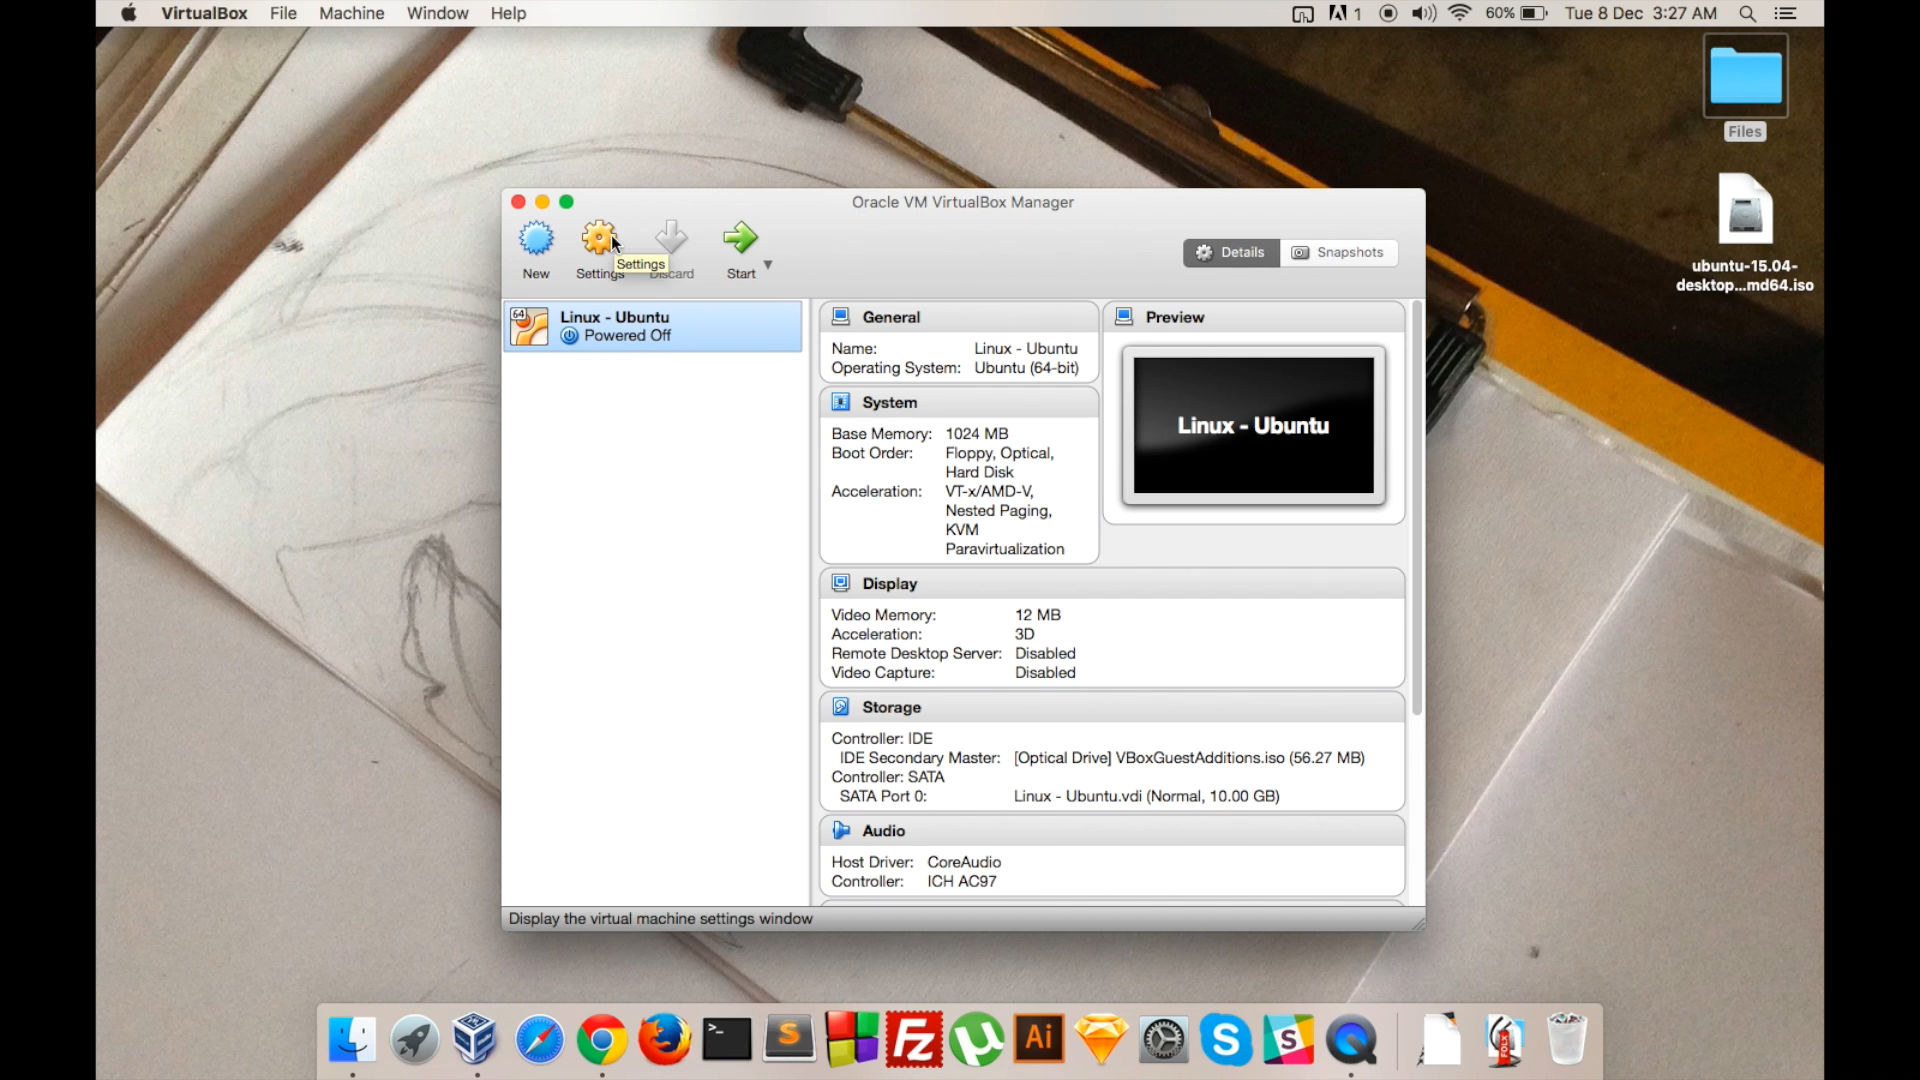 VirtualBox File Machine Window Help
1 60% Tue 8 Dec 3:27 AM
Files
ubuntu-15.04-
desktop...md64.iso
Oracle VM VirtualBox Manager
New Settings Discard Start
Settings
Details Snapshots
64
Linux - Ubuntu
Powered Off
General
Name: Linux - Ubuntu
Operating System: Ubuntu (64-bit)
Preview
Linux - Ubuntu
System
Base Memory: 1024 MB
Boot Order: Floppy, Optical,
Hard Disk
Acceleration: VT-x/AMD-V,
Nested Paging,
KVM
Paravirtualization
Display
Video Memory: 12 MB
Acceleration: 3D
Remote Desktop Server: Disabled
Video Capture: Disabled
Storage
Controller: IDE
IDE Secondary Master: [Optical Drive] VBoxGuestAdditions.iso (56.27 MB)
Controller: SATA
SATA Port 0: Linux - Ubuntu.vdi (Normal, 10.00 GB)
Audio
Host Driver: CoreAudio
Controller: ICH AC97
Display the virtual machine settings window
>_ S Fz µ Ai S S FOLX